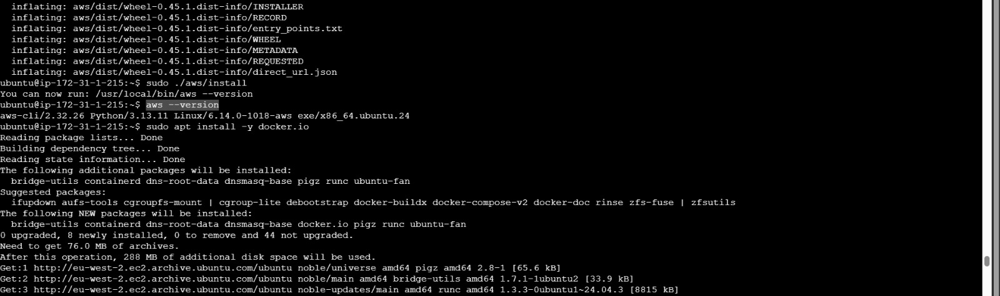 inflating: aws/dist/wheel-0.45.1.dist-info/INSTALLER
inflating: aws/dist/wheel-0.45.1.dist-info/RECORD
inflating: aws/dist/wheel-0.45.1.dist-info/entry_points.txt
inflating: aws/dist/wheel-0.45.1.dist-info/WHEEL
inflating: aws/dist/wheel-0.45.1.dist-info/METADATA
inflating: aws/dist/wheel-0.45.1.dist-info/REQUESTED
inflating: aws/dist/wheel-0.45.1.dist-info/direct_url.json
ubuntu@ip-172-31-1-215:~$ sudo ./aws/install
You can now run: /usr/local/bin/aws --version
ubuntu@ip-172-31-1-215:~$ aws --version
aws-cli/2.32.26 Python/3.13.11 Linux/6.14.0-1018-aws exe/x86_64.ubuntu.24
ubuntu@ip-172-31-1-215:~$ sudo apt install -y docker.io
Reading package lists... Done
Building dependency tree... Done
Reading state information... Done
The following additional packages will be installed:
  bridge-utils containerd dns-root-data dnsmasq-base pigz runc ubuntu-fan
Suggested packages:
  ifupdown aufs-tools cgroupfs-mount | cgroup-lite debootstrap docker-buildx docker-compose-v2 docker-doc rinse zfs-fuse | zfsutils
The following NEW packages will be installed:
  bridge-utils containerd dns-root-data dnsmasq-base docker.io pigz runc ubuntu-fan
0 upgraded, 8 newly installed, 0 to remove and 44 not upgraded.
Need to get 76.0 MB of archives.
After this operation, 288 MB of additional disk space will be used.
Get:1 http://eu-west-2.ec2.archive.ubuntu.com/ubuntu noble/universe amd64 pigz amd64 2.8-1 [65.6 kB]
Get:2 http://eu-west-2.ec2.archive.ubuntu.com/ubuntu noble/main amd64 bridge-utils amd64 1.7.1-1ubuntu2 [33.9 kB]
Get:3 http://eu-west-2.ec2.archive.ubuntu.com/ubuntu noble-updates/main amd64 runc amd64 1.3.3-0ubuntu1~24.04.3 [8815 kB]